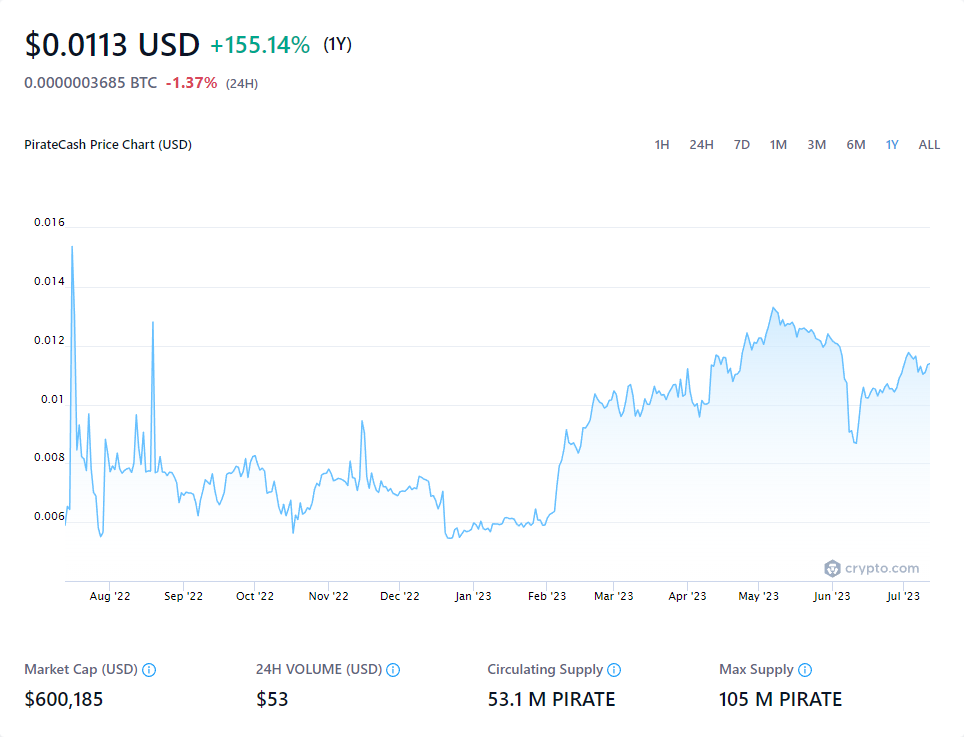 $0.0113 USD +155.14% (1Y)
0.0000003685 BTC -1.37% (24H)
PirateCash Price Chart (USD) 1H 24H 7D 1M 3M 6M 1Y ALL
0.016
0.014
0.012
0.01
0.008
0.006
crypto.com
Aug '22 Sep '22 Oct '22 Nov '22 Dec '22 Jan '23 Feb '23 Mar '23 Apr '23 May '23 Jun '23 Jul '23
Market Cap (USD) 24H VOLUME (USD) Circulating Supply Max Supply
$600,185 $53 53.1 M PIRATE 105 M PIRATE